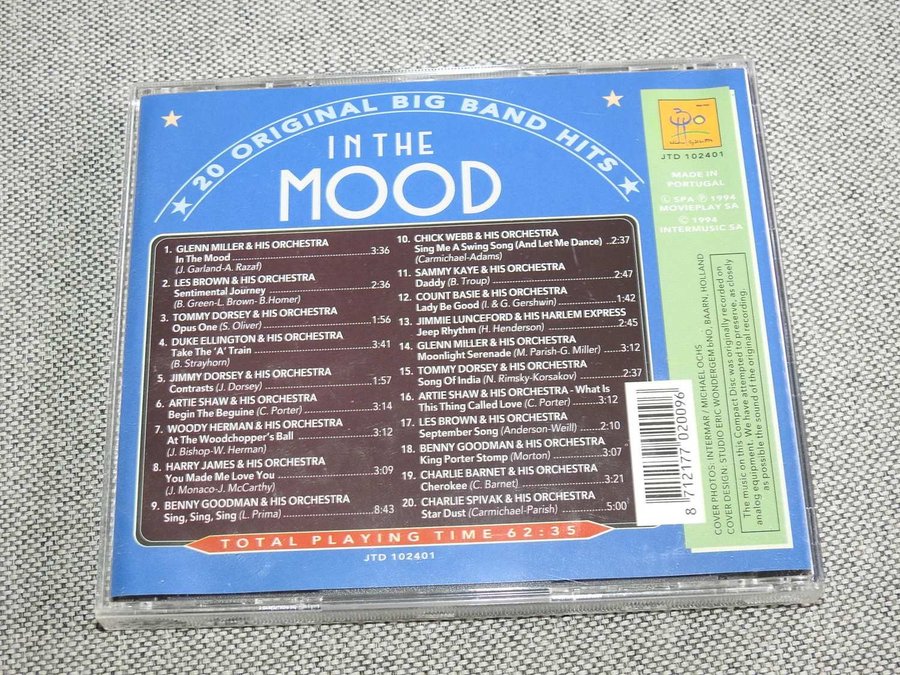 20 ORIGINAL BIG BAND HITS
IN THE
MOOD
1. GLENN MILLER & HIS ORCHESTRA
In The Mood 3:36
(J. Garland-A. Razaf)
2. LES BROWN & HIS ORCHESTRA
Sentimental Journey 2:36
(B. Green-L. Brown- B.Homer)
3. TOMMY DORSEY & HIS ORCHESTRA
Opus One (S. Oliver) 1:56
4. DUKE ELLINGTON & HIS ORCHESTRA
Take The 'A' Train 3:41
(B. Strayhorn)
5. JIMMY DORSEY & HIS ORCHESTRA
Contrasts (J. Dorsey) 1:57
6. ARTIE SHAW & HIS ORCHESTRA
Begin The Beguine (C. Porter) 3:14
7. WOODY HERMAN & HIS ORCHESTRA
At The Woodchopper's Ball 3:12
(J. Bishop-W. Herman)
8. HARRY JAMES & HIS ORCHESTRA
You Made Me Love You 3:09
(J. Monaco-J. McCarthy)
9. BENNY GOODMAN & HIS ORCHESTRA
Sing, Sing, Sing (L. Prima) 8:43
10. CHICK WEBB & HIS ORCHESTRA
Sing Me A Swing Song (And Let Me Dance) 2:37
(Carmichael-Adams)
11. SAMMY KAYE & HIS ORCHESTRA
Daddy (B. Troup) 2:47
12. COUNT BASIE & HIS ORCHESTRA
Lady Be Good (I. & G. Gershwin) 1:42
13. JIMMIE LUNCEFORD & HIS HARLEM EXPRESS
Jeep Rhythm (H. Henderson) 2:45
14. GLENN MILLER & HIS ORCHESTRA
Moonlight Serenade (M. Parish-G. Miller) 3:12
15. TOMMY DORSEY & HIS ORCHESTRA
Song Of India (N. Rimsky-Korsakov) 2:37
16. ARTIE SHAW & HIS ORCHESTRA - What Is
This Thing Called Love (C. Porter) 3:12
17. LES BROWN & HIS ORCHESTRA
September Song (Anderson-Weill) 2:10
18. BENNY GOODMAN & HIS ORCHESTRA
King Porter Stomp (Morton) 3:07
19. CHARLIE BARNET & HIS ORCHESTRA
Cherokee (C. Barnet) 3:21
20. CHARLIE SPIVAK & HIS ORCHESTRA
Star Dust (Carmichael-Parish) 5:00
TOTAL PLAYING TIME 62:35
JTD 102401
JTD 102401
MADE IN
PORTUGAL
© SPA ℗ 1994
MOVIEPLAY SA
© 1994
INTERMUSIC SA
8 712177 020096
COVER PHOTOS: INTERMAR / MICHAEL OCHS
COVER DESIGN: STUDIO ERIC WONDERGEM bNO, BAARN, HOLLAND
The music on this Compact Disc was originally recorded on
analog equipment. We have attempted to preserve, as closely
as possible the sound of the original recording.